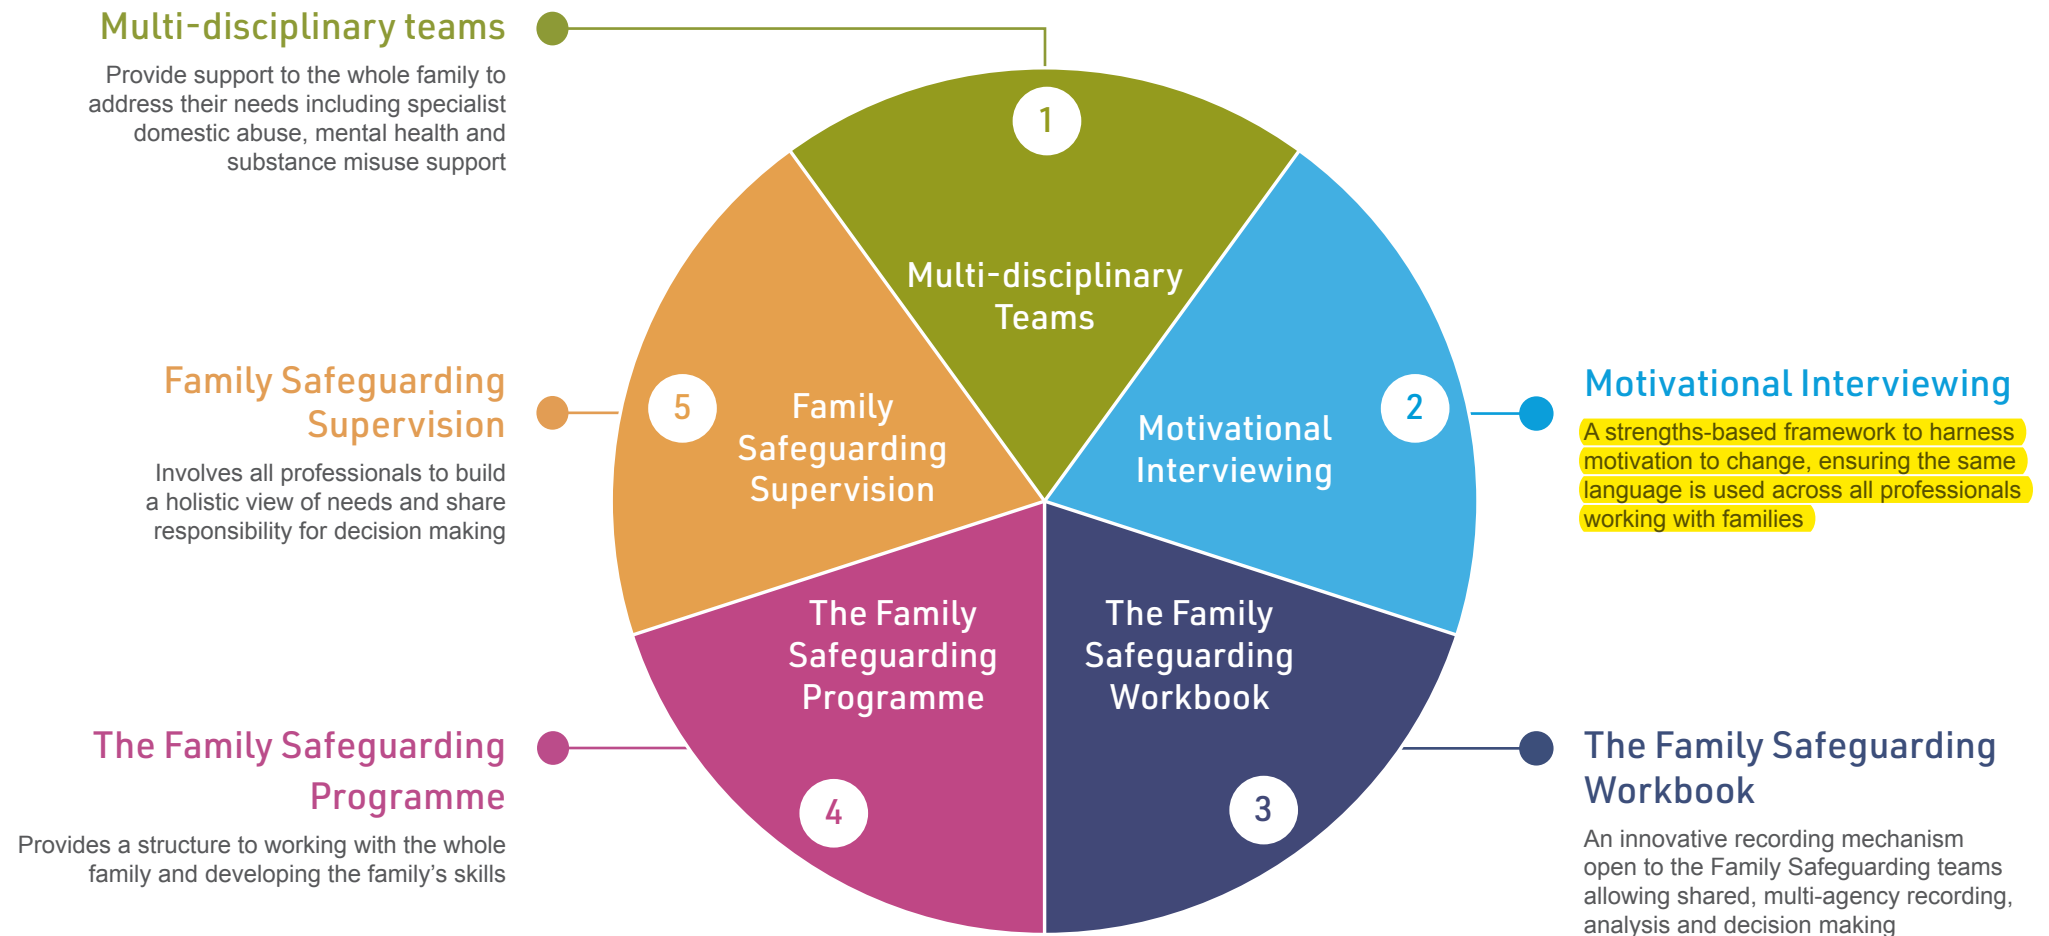 Multi-disciplinary teams
Provide support to the whole family to
address their needs including specialist
domestic abuse, mental health and
substance misuse support
1
Multi-disciplinary
Teams
Family Safeguarding
Supervision
Involves all professionals to build
a holistic view of needs and share
responsibility for decision making
5
Family
Safeguarding
Supervision
Motivational
Interviewing
2
Motivational Interviewing
A strengths-based framework to harness
motivation to change, ensuring the same
language is used across all professionals
working with families
The Family
Safeguarding
Programme
4
The Family
Safeguarding
Workbook
3
The Family Safeguarding
Programme
Provides a structure to working with the whole
family and developing the family’s skills
The Family Safeguarding
Workbook
An innovative recording mechanism
open to the Family Safeguarding teams
allowing shared, multi-agency recording,
analysis and decision making